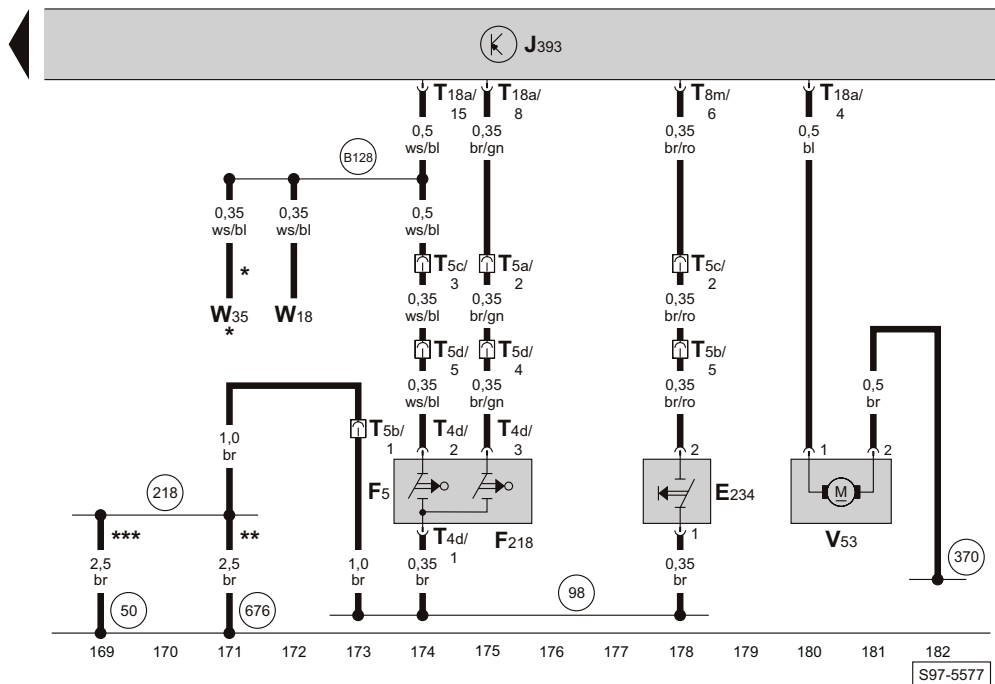 J393
T18a/ T18a/ T8m/ T18a/
15 8 6 4
0,5 0,35 0,35 0,5
ws/bl br/gn br/ro bl
B128
0,35 0,35 0,5
ws/bl ws/bl ws/bl
*
T5c/ T5a/ T5c/
3 2 2
W35 W18
*
0,35 0,35 0,35
ws/bl br/gn br/ro
T5d/ T5d/ T5b/
5 4 5
0,35 0,35 0,35 0,5
ws/bl br/gn br/ro br
1,0
br
T5b/ T4d/ T4d/
1 2 3 2 1 2
218
F5 E234 M
*** **
T4d/ F218 1 V53
1
2,5 2,5 1,0 0,35 0,35
br br br br br
370
50 676 98
169 170 171 172 173 174 175 176 177 178 179 180 181 182
S97-5577